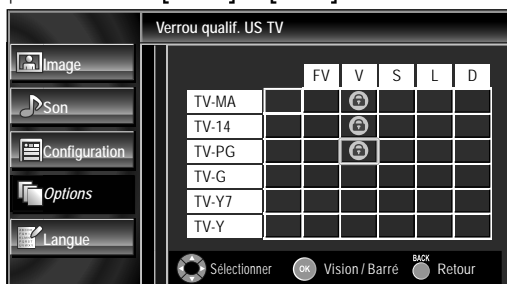 Verrou qualif. US TV
Image
Son
Configuration
Options
Langue
FV V S L D
TV-MA
TV-14
TV-PG
TV-G
TV-Y7
TV-Y
Sélectionner OK Vision / Barré BACK Retour